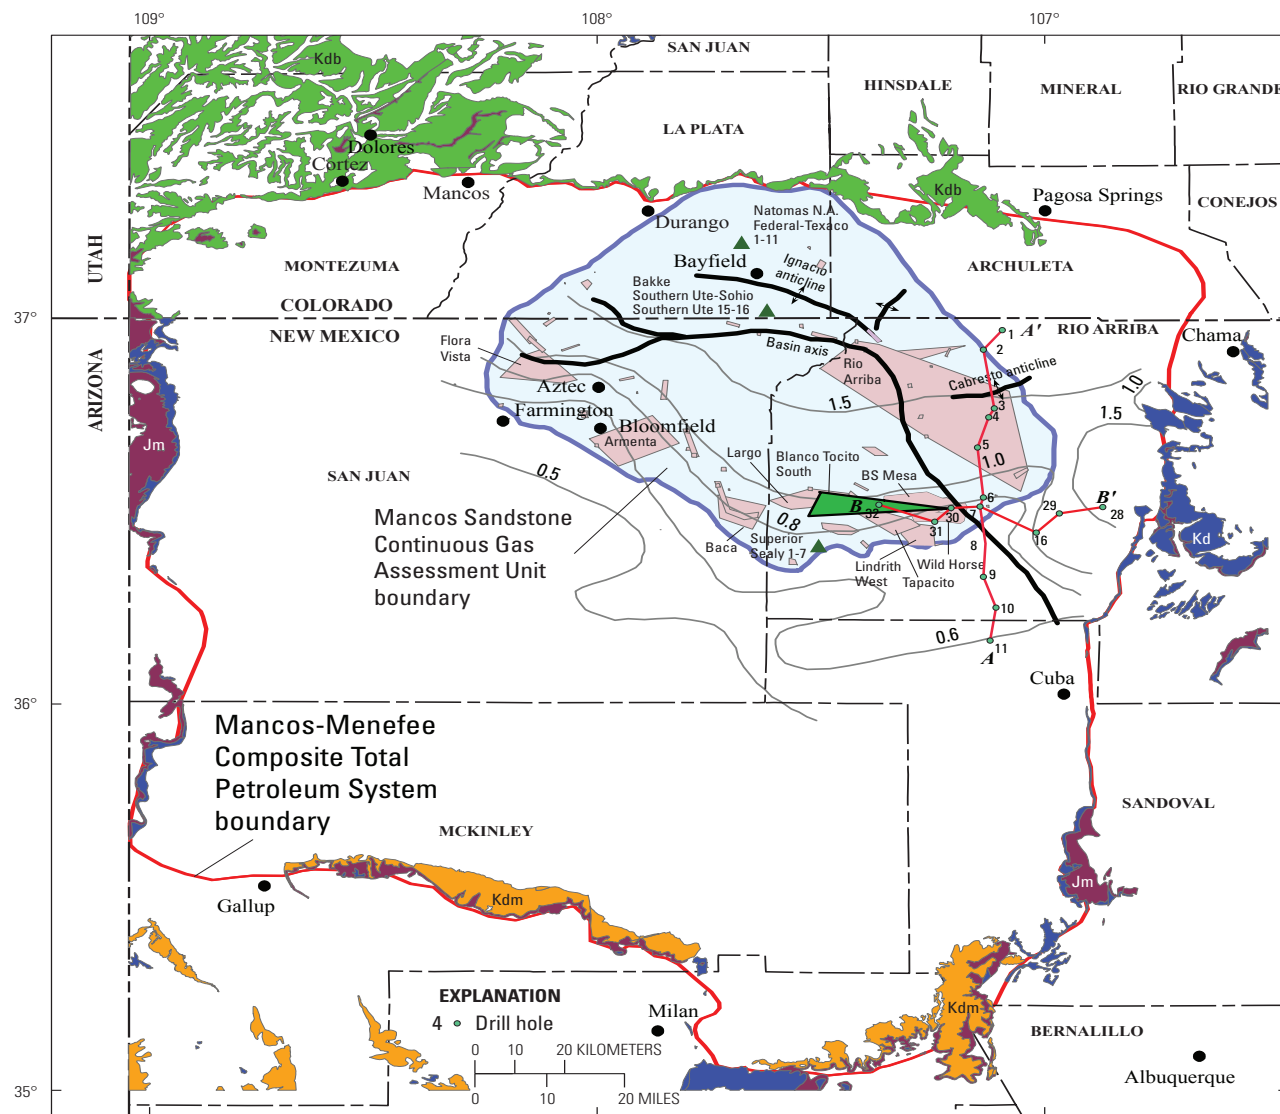 109°
108°
107°
SAN JUAN
Kdb
HINSDALE
MINERAL
RIO GRANDE
LA PLATA
Dolores
Cortez
Mancos
Kdb
Pagosa Springs
CONEJOS
Durango
Natomas N.A.
Federal-Texaco
1-11
UTAH
MONTEZUMA
Bayfield
Ignacio
anticline
ARCHULETA
Bakke
Southern Ute-Sohio
Southern Ute 15-16
COLORADO
37°
NEW MEXICO
1
A'
RIO ARRIBA
Chama
Flora
Vista
Basin axis
2
Rio
Arriba
ARIZONA
Aztec
Cabresto anticline
1.0
Farmington
1.5
3
4
1.5
Bloomfield
Armenta
Jm
5
1.0
SAN JUAN
0.5
Largo
Blanco Tocito
South
BS Mesa
6
B
32
30
7
29
B'
28
Mancos Sandstone
Continuous Gas
Assessment Unit
boundary
0.8
31
16
Kd
Baca
Superior
Sealy 1-7
8
Lindrith
West
Wild Horse
Tapacito
9
10
0.6
11
A
Cuba
36°
Mancos-Menefee
Composite Total
Petroleum System
boundary
SANDOVAL
MCKINLEY
Jm
Gallup
Kdm
EXPLANATION
4 Drill hole
Milan
Kdm
BERNALILLO
0 10 20 KILOMETERS
0 10 20 MILES
Albuquerque
35°